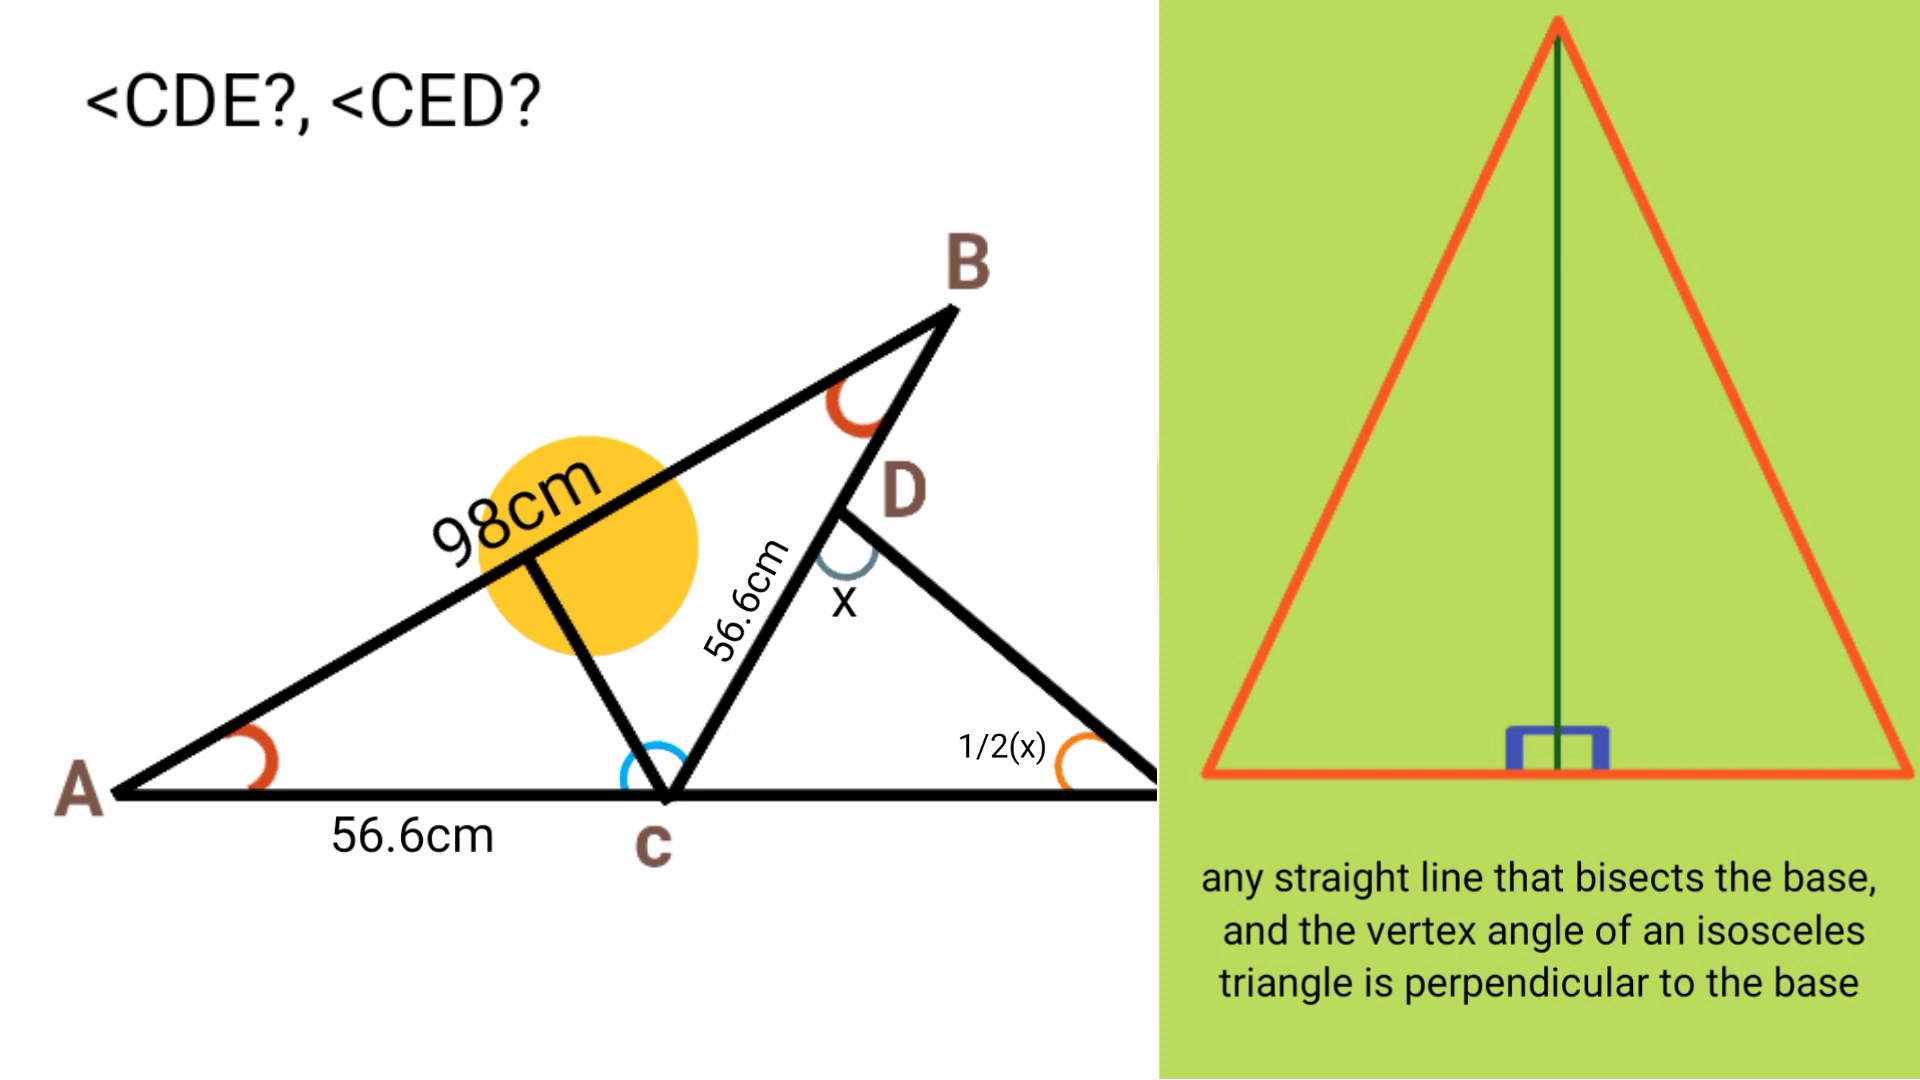 <CDE?, <CED?
B
98cm
D
56.6cm
x
1/2(x)
A
56.6cm
c
any straight line that bisects the base,
and the vertex angle of an isosceles
triangle is perpendicular to the base